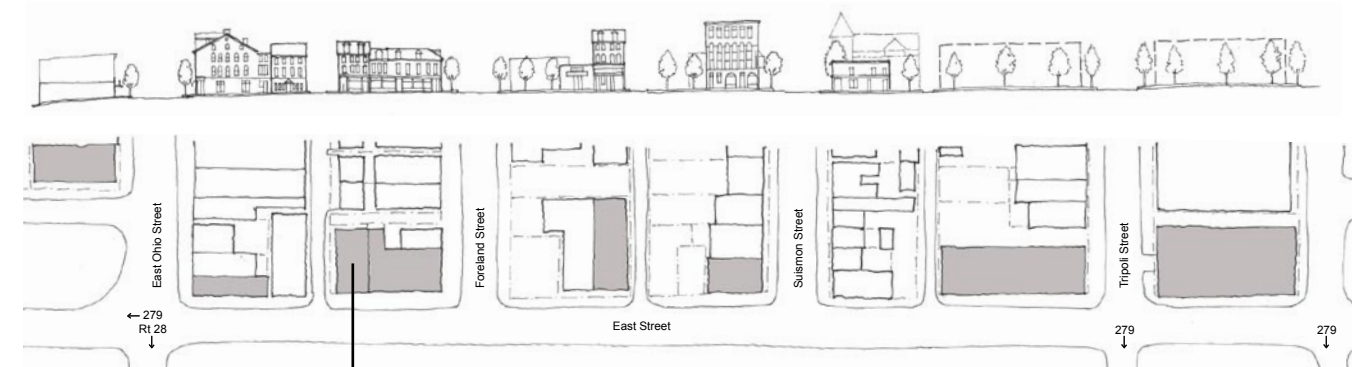 East Ohio Street
Foreland Street
Suismon Street
Tripoli Street
← 279
Rt 28
↓
East Street
279
↓
279
↓